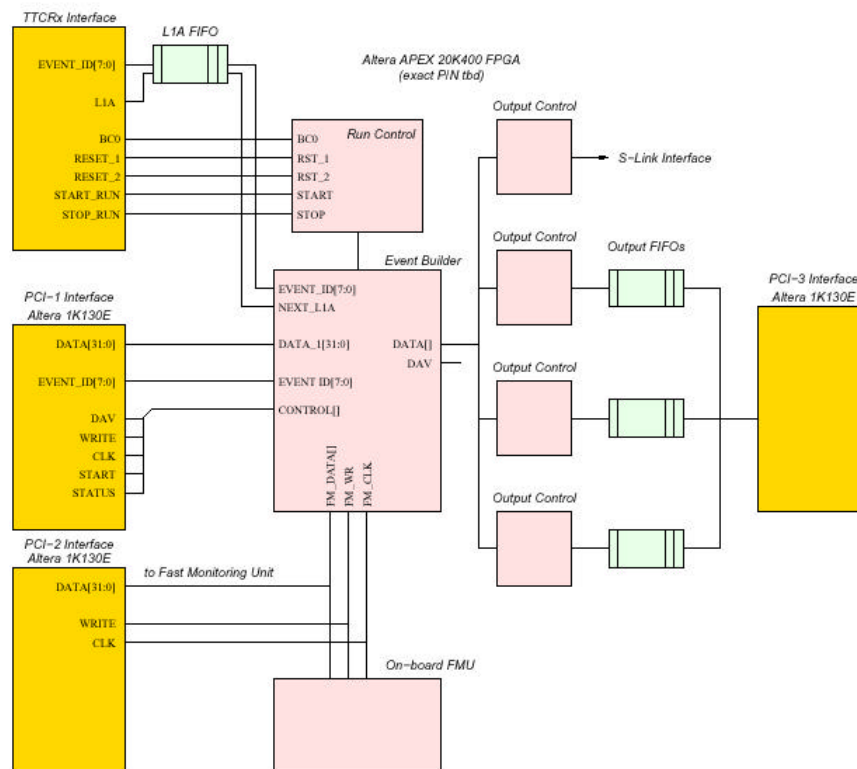 TTCRx Interface
EVENT_ID[7:0]
L1A
BC0
RESET_1
RESET_2
START_RUN
STOP_RUN
L1A FIFO
Altera APEX 20K400 FPGA
(exact PIN tbd)
Run Control
BC0
RST_1
RST_2
START
STOP
Output Control
S-Link Interface
Output Control
Output FIFOs
PCI-3 Interface
Altera 1K130E
Event Builder
EVENT_ID[7:0]
NEXT_L1A
DATA_1[31:0]
EVENT ID[7:0]
CONTROL[]
DATA[]
DAV
FM_DATA[]
FM_WR
FM_CLK
PCI-1 Interface
Altera 1K130E
DATA[31:0]
EVENT_ID[7:0]
DAV
WRITE
CLK
START
STATUS
Output Control
Output Control
PCI-2 Interface
Altera 1K130E
DATA[31:0]
WRITE
CLK
to Fast Monitoring Unit
On-board FMU